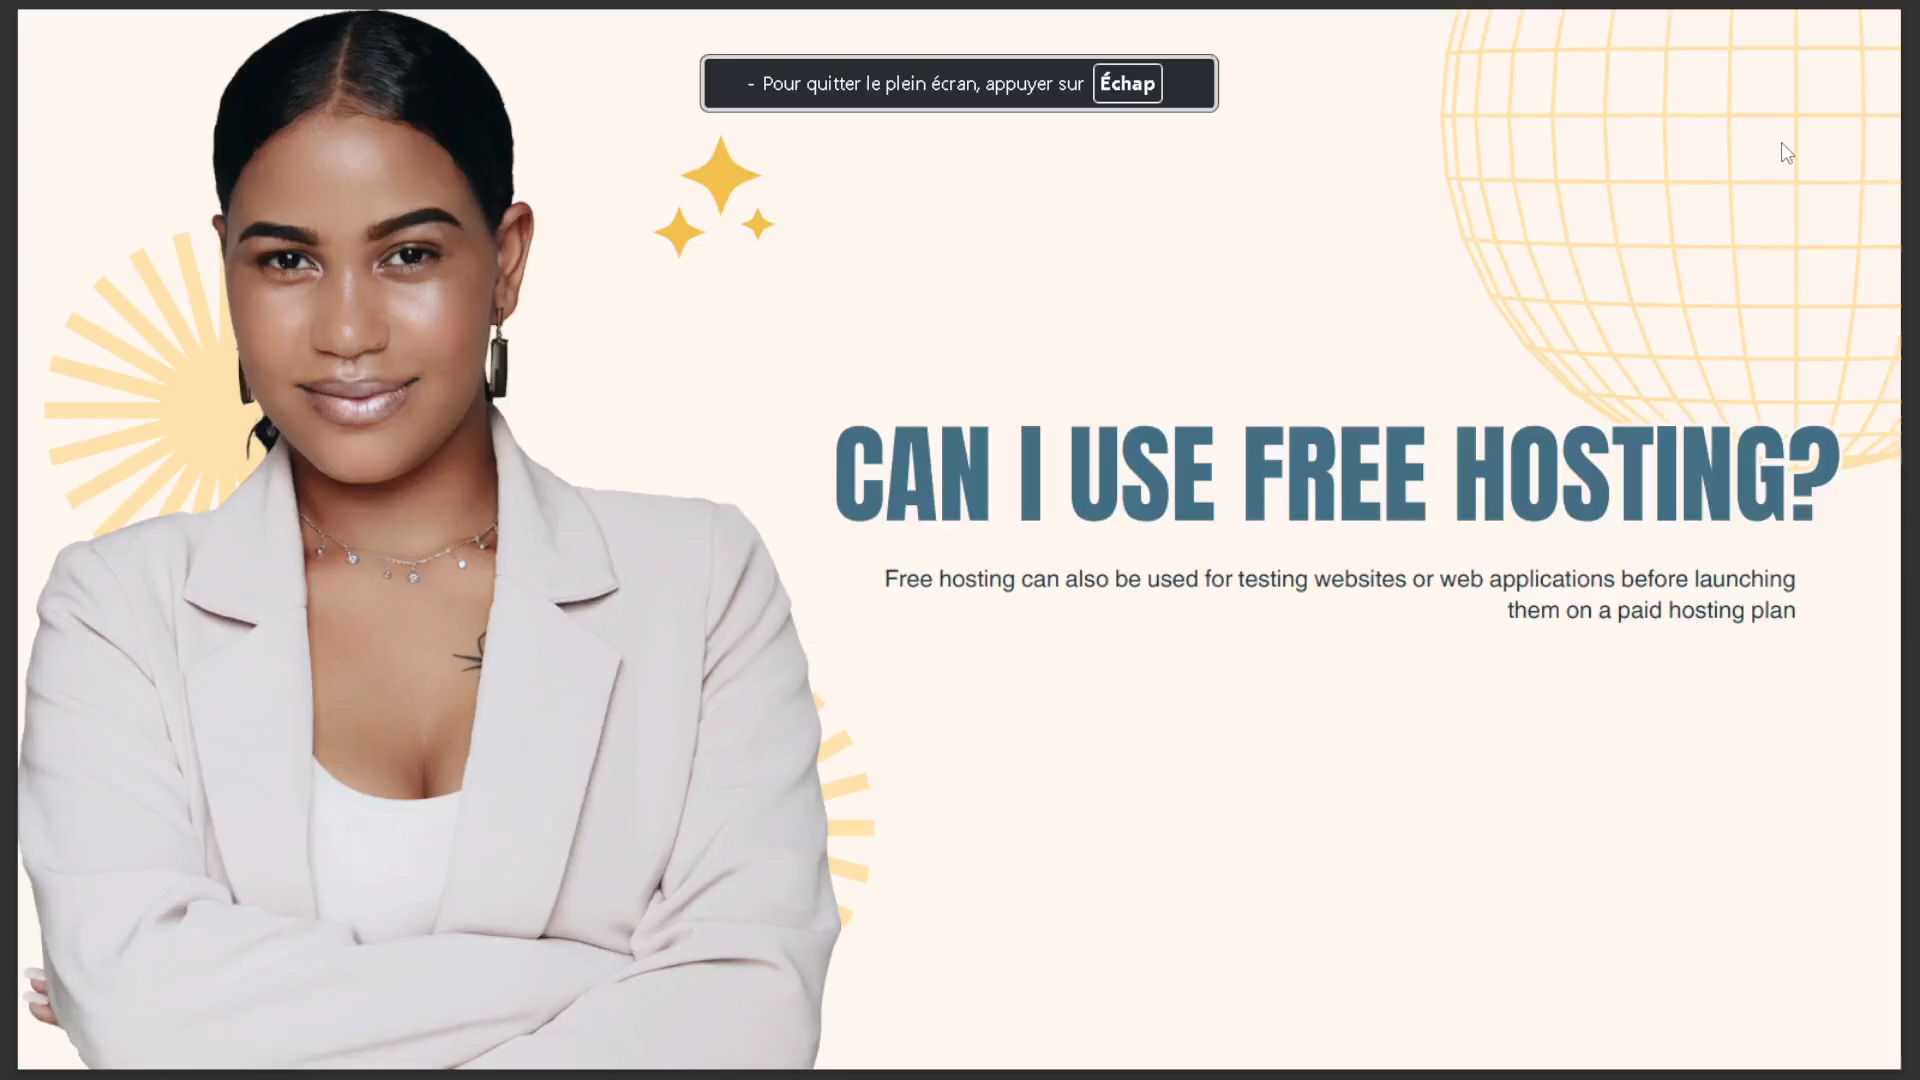 - Pour quitter le plein écran, appuyer sur Échap
CAN I USE FREE HOSTING?
Free hosting can also be used for testing websites or web applications before launching
them on a paid hosting plan